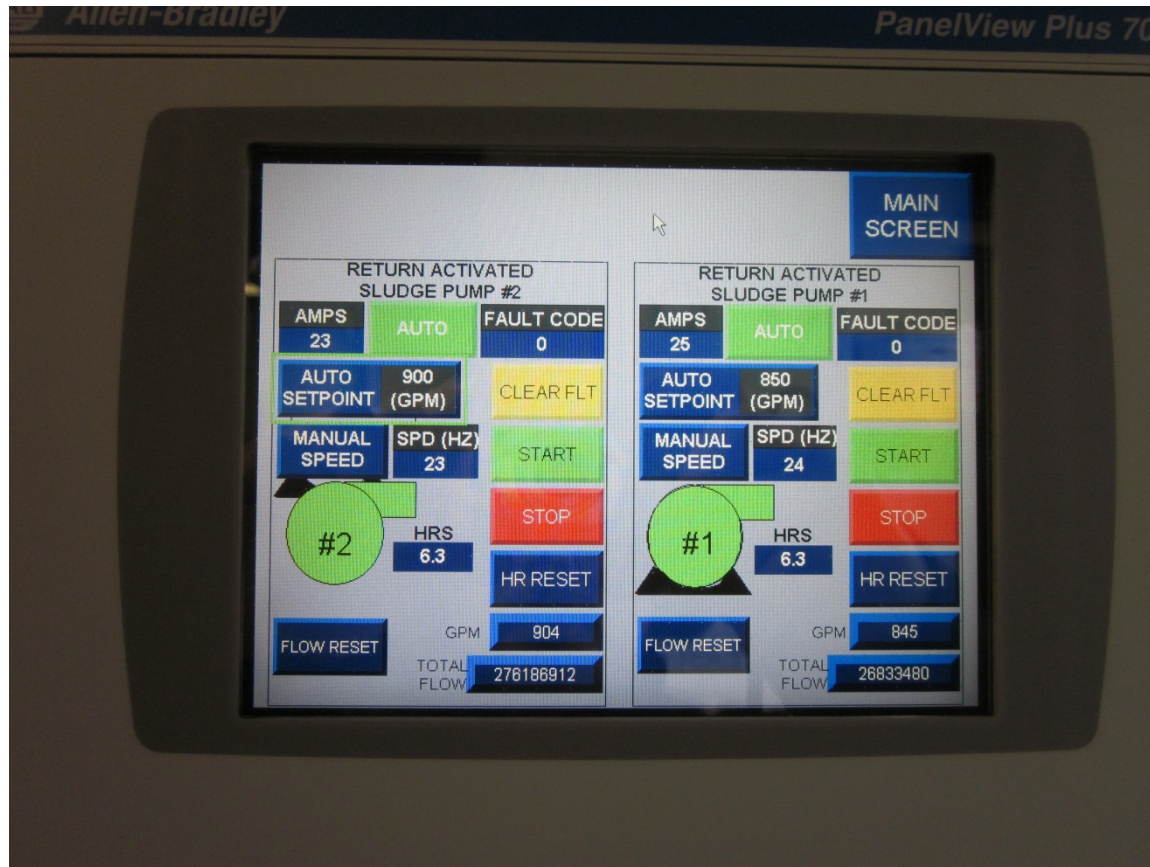 Allen-Bradley
PanelView Plus 70
MAIN
SCREEN
RETURN ACTIVATED
SLUDGE PUMP #2
AMPS
23
AUTO
FAULT CODE
0
AUTO
SETPOINT
900
(GPM)
CLEAR FLT
MANUAL
SPEED
SPD (HZ)
23
START
#2
STOP
HRS
6.3
HR RESET
FLOW RESET
GPM
904
TOTAL
FLOW
276186912
RETURN ACTIVATED
SLUDGE PUMP #1
AMPS
25
AUTO
FAULT CODE
0
AUTO
SETPOINT
850
(GPM)
CLEAR FLT
MANUAL
SPEED
SPD (HZ)
24
START
#1
STOP
HRS
6.3
HR RESET
FLOW RESET
GPM
845
TOTAL
FLOW
26833480